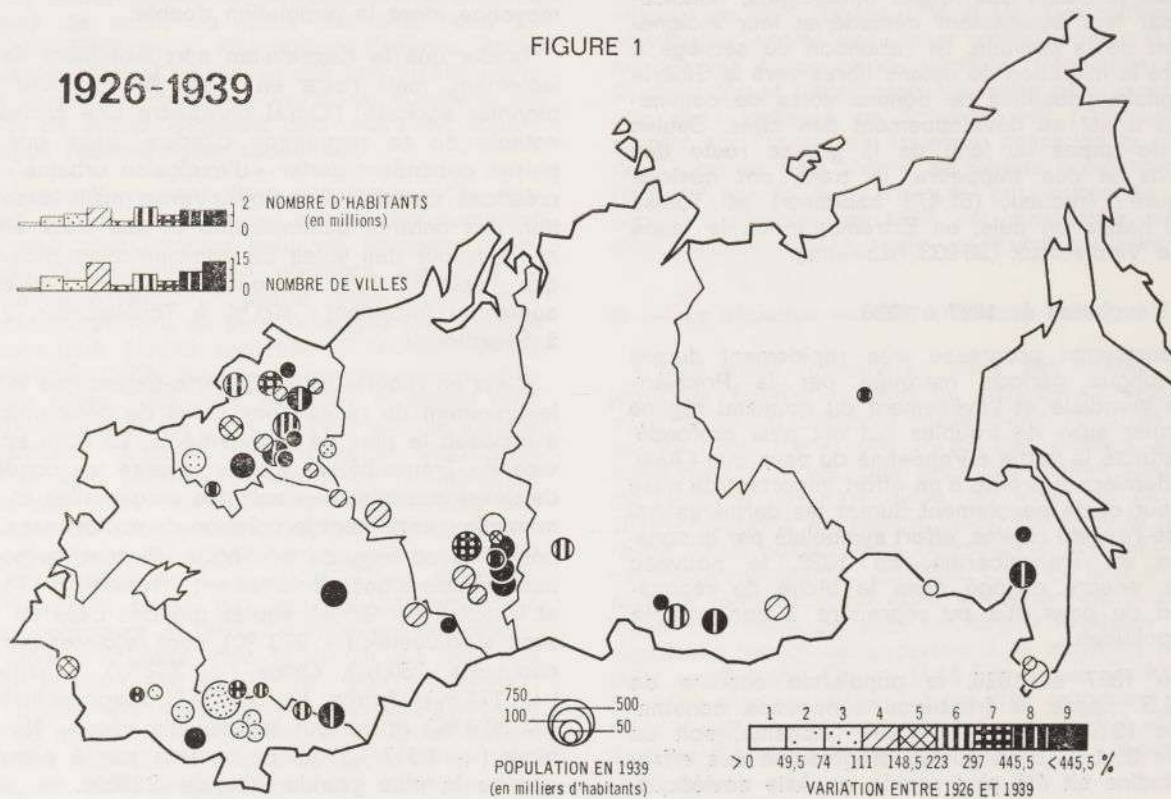 FIGURE 1
1926-1939
2
0
NOMBRE D'HABITANTS
(en millions)
15
0
NOMBRE DE VILLES
750
500
100
50
POPULATION EN 1939
(en milliers d'habitants)
1 2 3 4 5 6 7 8 9
>0 49,5 74 111 148,5 223 297 445,5 <445,5 %
VARIATION ENTRE 1926 ET 1939